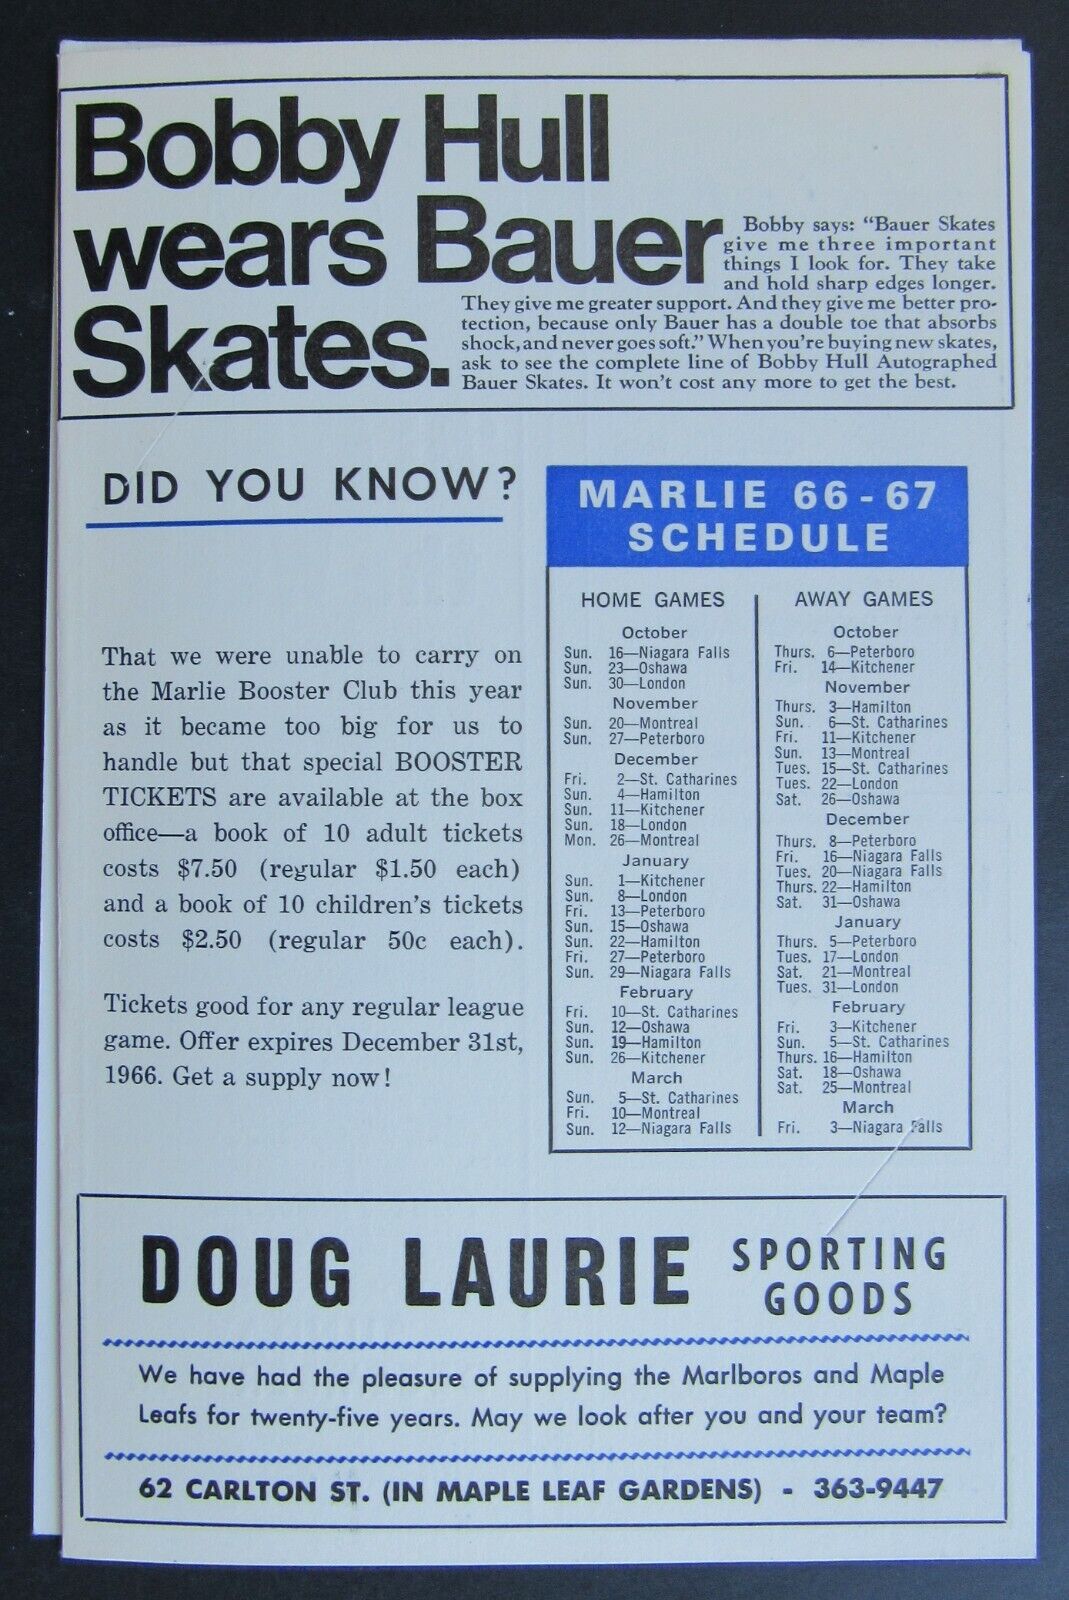 Bobby Hull
wears Bauer
Skates.
Bobby says: “Bauer Skates
give me three important
things I look for. They take
and hold sharp edges longer.
They give me greater support. And they give me better pro-
tection, because only Bauer has a double toe that absorbs
shock, and never goes soft.” When you're buying new skates,
ask to see the complete line of Bobby Hull Autographed
Bauer Skates. It won't cost any more to get the best.
DID YOU KNOW?
That we were unable to carry on
the Marlie Booster Club this year
as it became too big for us to
handle but that special BOOSTER
TICKETS are available at the box
office—a book of 10 adult tickets
costs $7.50 (regular $1.50 each)
and a book of 10 children's tickets
costs $2.50 (regular 50c each).
Tickets good for any regular league
game. Offer expires December 31st,
1966. Get a supply now!
MARLIE 66-67
SCHEDULE
HOME GAMES
October
Sun. 16—Niagara Falls
Sun. 23—Oshawa
Sun. 30—London
November
Sun. 20—Montreal
Sun. 27—Peterboro
December
Fri. 2—St. Catharines
Sun. 4—Hamilton
Sun. 11—Kitchener
Sun. 18—London
Mon. 26—Montreal
January
Sun. 1—Kitchener
Sun. 8—London
Fri. 13—Peterboro
Sun. 15—Oshawa
Sun. 22—Hamilton
Fri. 27—Peterboro
Sun. 29—Niagara Falls
February
Fri. 10—St. Catharines
Sun. 12—Oshawa
Sun. 19—Hamilton
Sun. 26—Kitchener
March
Sun. 5—St. Catharines
Fri. 10—Montreal
Sun. 12—Niagara Falls
AWAY GAMES
October
Thurs. 6—Peterboro
Fri. 14—Kitchener
November
Thurs. 3—Hamilton
Sun. 6—St. Catharines
Fri. 11—Kitchener
Sun. 13—Montreal
Tues. 15—St. Catharines
Tues. 22—London
Sat. 26—Oshawa
December
Thurs. 8—Peterboro
Fri. 16—Niagara Falls
Tues. 20—Niagara Falls
Thurs. 22—Hamilton
Sat. 31—Oshawa
January
Thurs. 5—Peterboro
Tues. 17—London
Sat. 21—Montreal
Tues. 31—London
February
Fri. 3—Kitchener
Sun. 5—St. Catharines
Thurs. 16—Hamilton
Sat. 18—Oshawa
Sat. 25—Montreal
March
Fri. 3—Niagara Falls
DOUG LAURIE SPORTING
GOODS
We have had the pleasure of supplying the Marlboros and Maple
Leafs for twenty-five years. May we look after you and your team?
62 CARLTON ST. (IN MAPLE LEAF GARDENS) - 363-9447